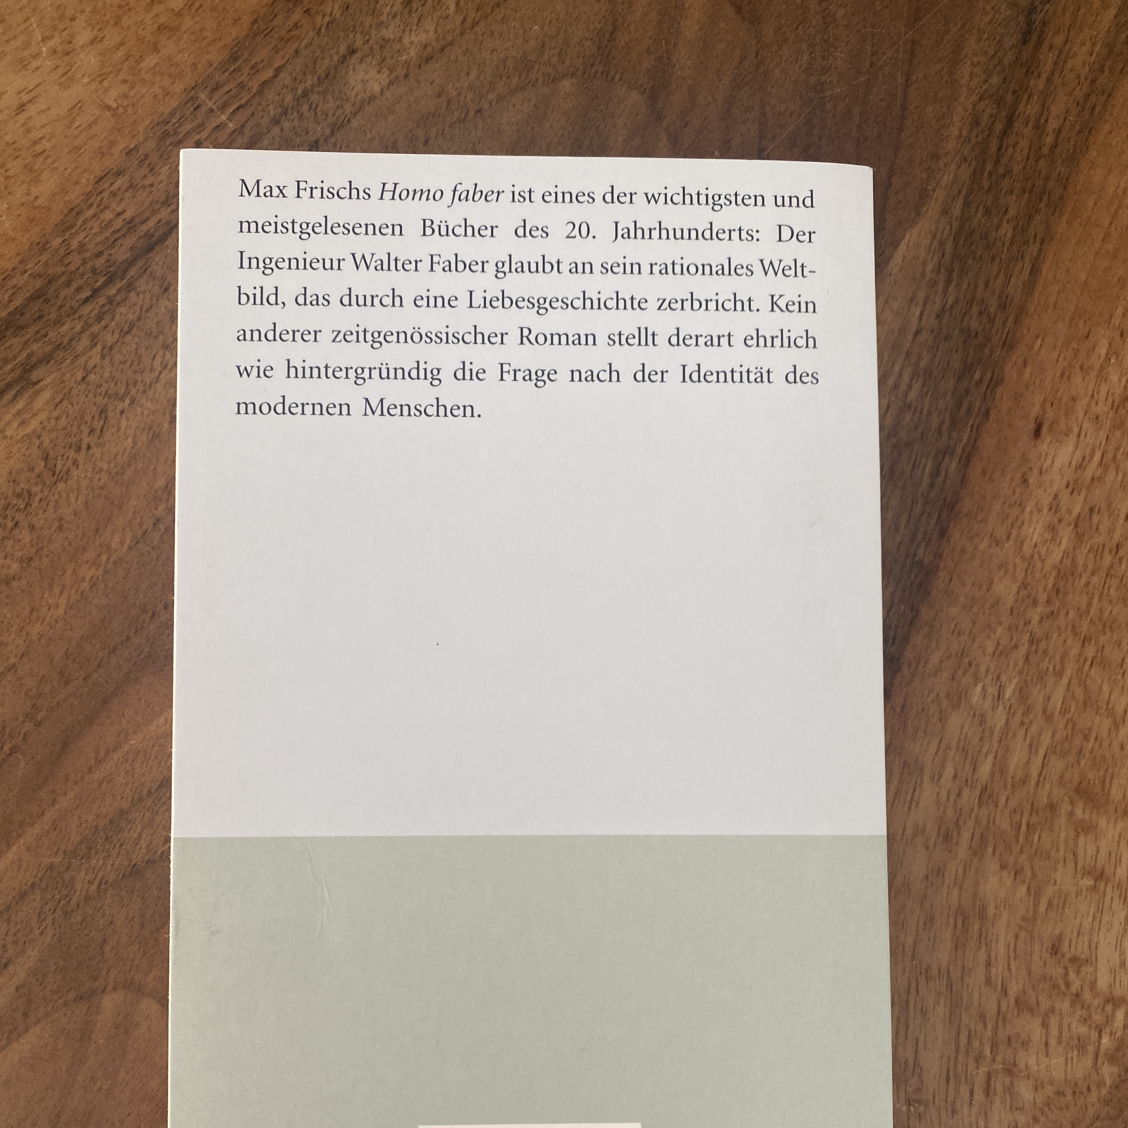 Max Frischs Homo faber ist eines der wichtigsten und
meistgelesenen Bücher des 20. Jahrhunderts: Der
Ingenieur Walter Faber glaubt an sein rationales Welt-
bild, das durch eine Liebesgeschichte zerbricht. Kein
anderer zeitgenössischer Roman stellt derart ehrlich
wie hintergründig die Frage nach der Identität des
modernen Menschen.